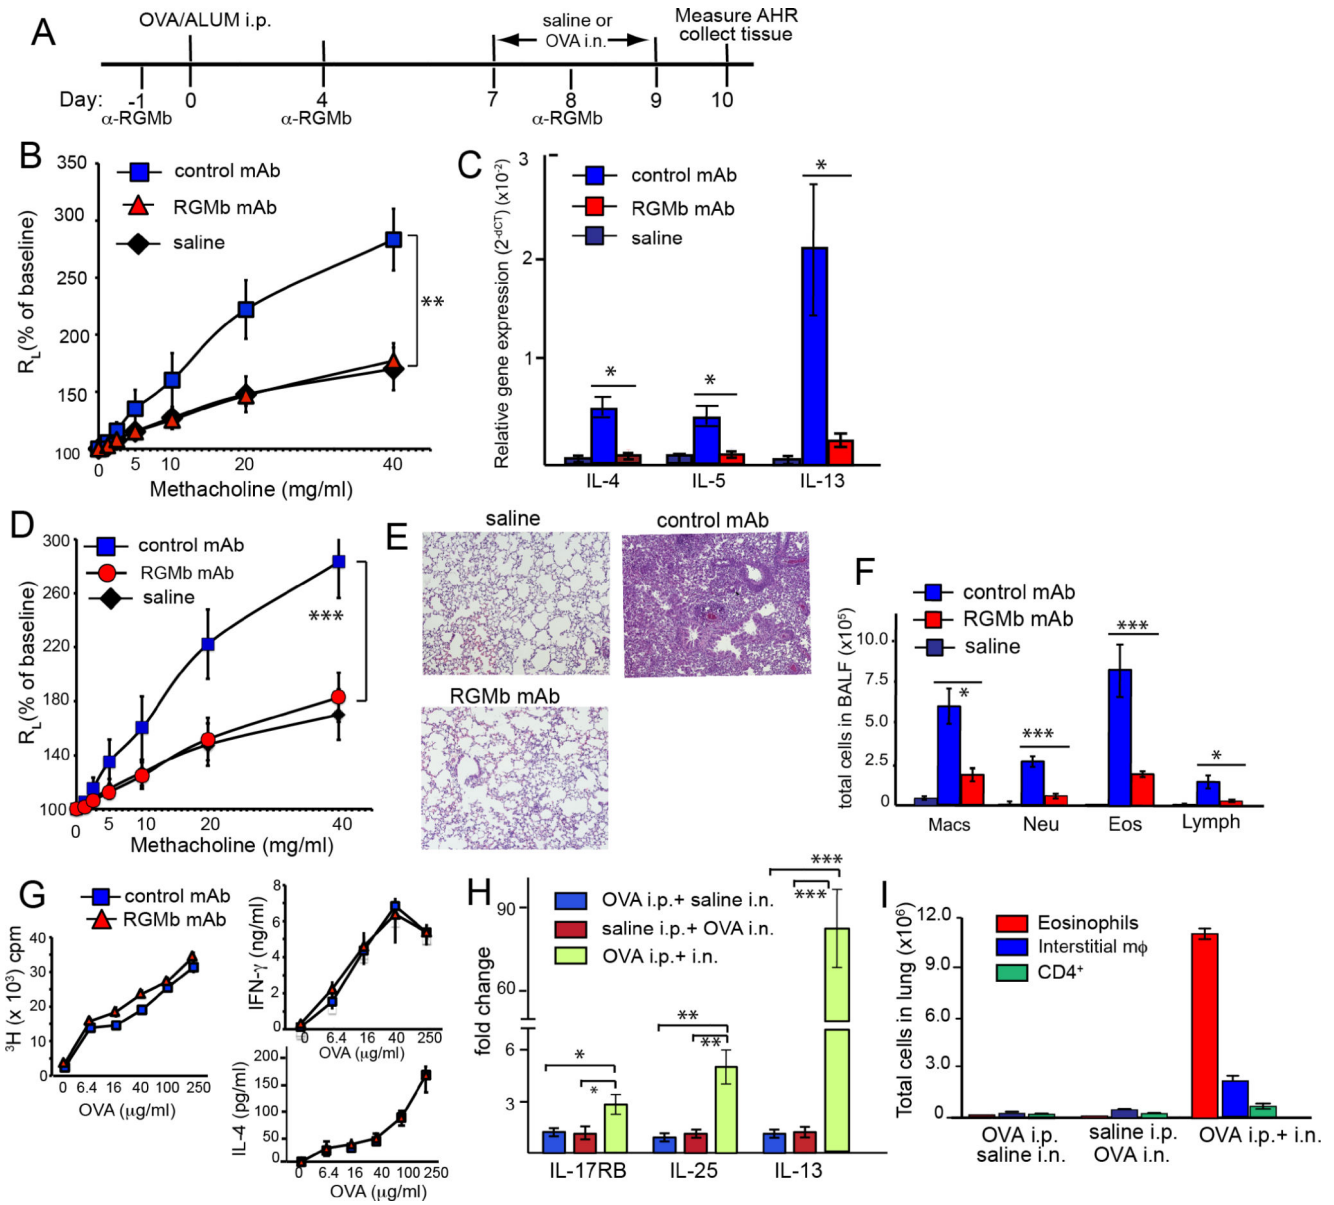 A
OVA/ALUM i.p.
saline or
OVA i.n.
Measure AHR
collect tissue
Day: -1 0 4 7 8 9 10
α-RGMb α-RGMb α-RGMb
B
control mAb
RGMb mAb
saline
R_L(% of baseline)
350
300
250
200
150
100
0 5 10 20 40
Methacholine (mg/ml)
**
C
control mAb
RGMb mAb
saline
Relative gene expression (2^-dCT) (x10^-2)
3
2
1
* * *
IL-4 IL-5 IL-13
D
control mAb
RGMb mAb
saline
R_L(% of baseline)
300
260
220
180
140
100
0 5 10 20 40
Methacholine (mg/ml)
***
E
saline control mAb
RGMb mAb
F
control mAb
RGMb mAb
saline
total cells in BALF (x10^5)
10.0
7.5
5.0
2.5
0
* *** *** *
Macs Neu Eos Lymph
G
control mAb
RGMb mAb
³H (x 10³) cpm
40
30
20
10
0
0 6.4 16 40 100 250
OVA (µg/ml)
IFN-γ (ng/ml)
8
6
4
2
0
0 6.4 16 40 250
OVA (µg/ml)
IL-4 (pg/ml)
200
150
100
50
0
0 6.4 16 40 100 250
OVA (µg/ml)
H
OVA i.p.+ saline i.n.
saline i.p.+ OVA i.n.
OVA i.p.+ i.n.
fold change
90
60
6
3
* *
** **
*** ***
IL-17RB IL-25 IL-13
I
Eosinophils
Interstitial mϕ
CD4⁺
Total cells in lung (x10⁶)
12.0
9.0
6.0
3.0
0
OVA i.p.
saline i.n.
saline i.p.
OVA i.n.
OVA i.p.+ i.n.